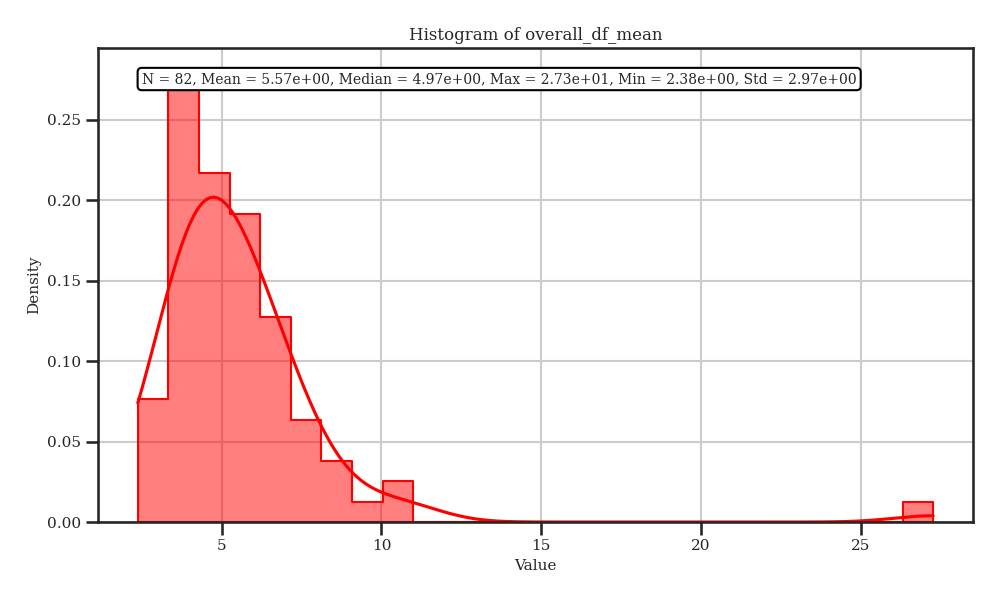 Histogram of overall_df_mean
N = 82, Mean = 5.57e+00, Median = 4.97e+00, Max = 2.73e+01, Min = 2.38e+00, Std = 2.97e+00
0.25
0.20
0.15
0.10
0.05
0.00
Density
5 10 15 20 25
Value